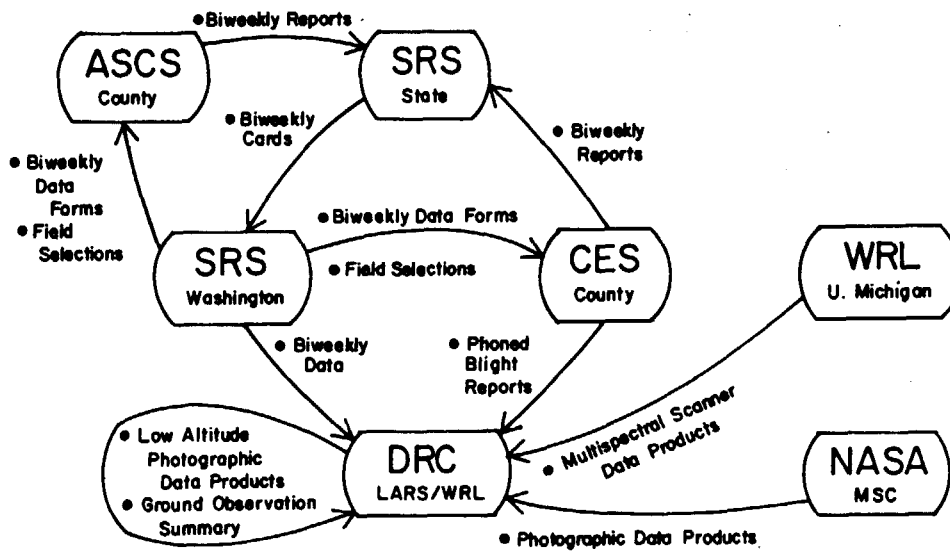 ● Biweekly Reports
ASCS
County
SRS
State
● Biweekly
Cards
● Biweekly
Reports
● Biweekly
Data
Forms
● Field
Selections
● Biweekly Data Forms
● Field Selections
SRS
Washington
CES
County
WRL
U. Michigan
● Biweekly
Data
● Phoned
Blight
Reports
● Multispectral Scanner
Data Products
● Low Altitude
Photographic
Data Products
● Ground Observation
Summary
DRC
LARS/WRL
NASA
MSC
● Photographic Data Products